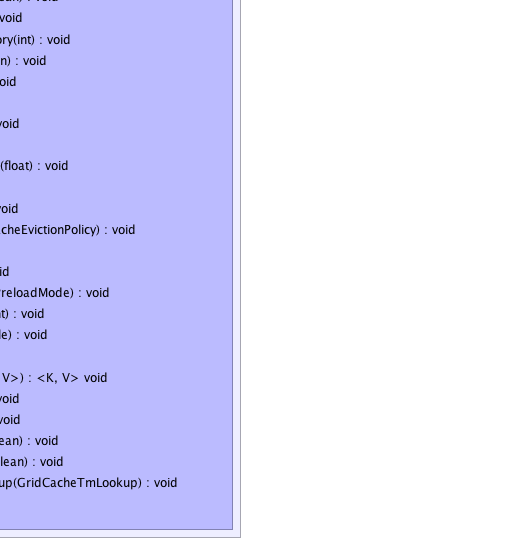 void
ory(int) : void
n) : void
oid
void
(float) : void
void
cheEvictionPolicy) : void
id
reloadMode) : void
t) : void
le) : void
V>) : <K, V> void
void
void
ean) : void
lean) : void
up(GridCacheTmLookup) : void